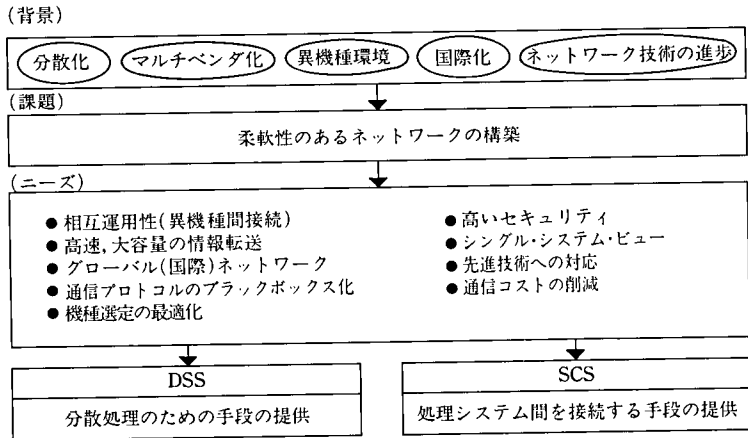 (背景)
分散化
マルチベンダ化
異機種環境
国際化
ネットワーク技術の進歩
(課題)
柔軟性のあるネットワークの構築
(ニーズ)
● 相互運用性(異機種間接続)
● 高速,大容量の情報転送
● グローバル(国際)ネットワーク
● 通信プロトコルのブラックボックス化
● 機種選定の最適化
● 高いセキュリティ
● シングル・システム・ビュー
● 先進技術への対応
● 通信コストの削減
DSS
分散処理のための手段の提供
SCS
処理システム間を接続する手段の提供